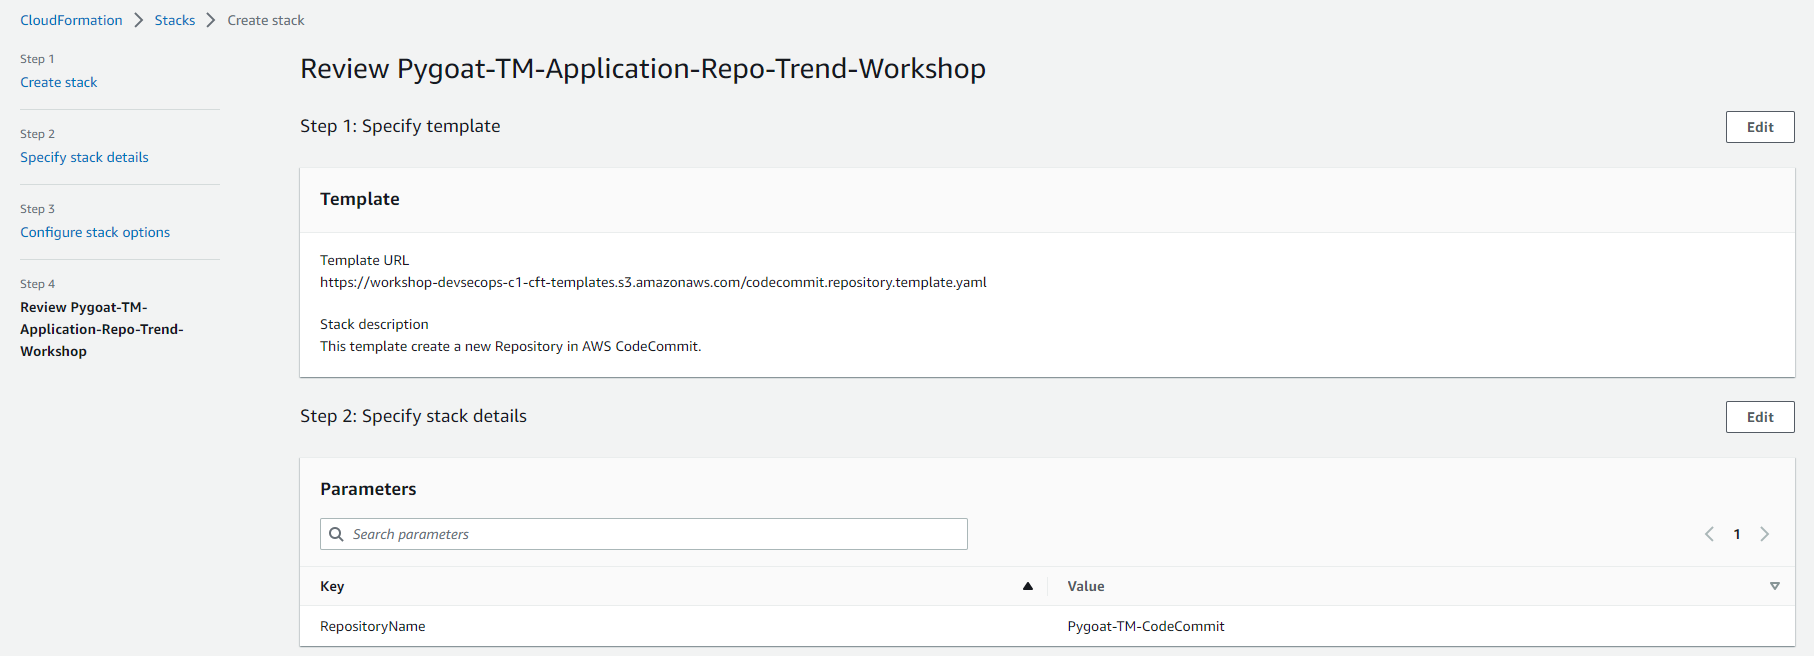 CloudFormation > Stacks > Create stack
Step 1
Create stack
Step 2
Specify stack details
Step 3
Configure stack options
Step 4
Review Pygoat-TM-
Application-Repo-Trend-
Workshop
Review Pygoat-TM-Application-Repo-Trend-Workshop
Step 1: Specify template
Edit
Template
Template URL
https://workshop-devsecops-c1-cft-templates.s3.amazonaws.com/codecommit.repository.template.yaml
Stack description
This template create a new Repository in AWS CodeCommit.
Step 2: Specify stack details
Edit
Parameters
Search parameters
1
Key Value
RepositoryName Pygoat-TM-CodeCommit